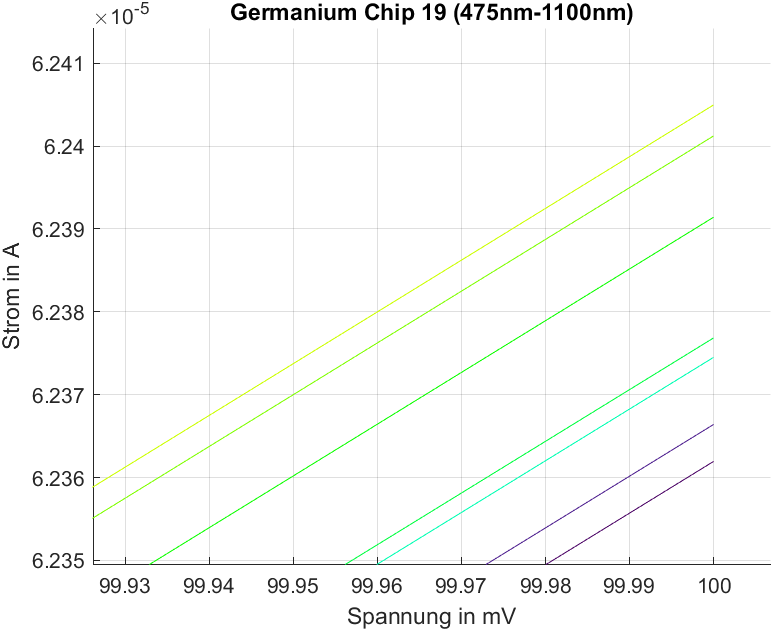 ×10⁻⁵
Germanium Chip 19 (475nm-1100nm)
6.241
6.24
6.239
6.238
6.237
6.236
6.235
Strom in A
99.93 99.94 99.95 99.96 99.97 99.98 99.99 100
Spannung in mV